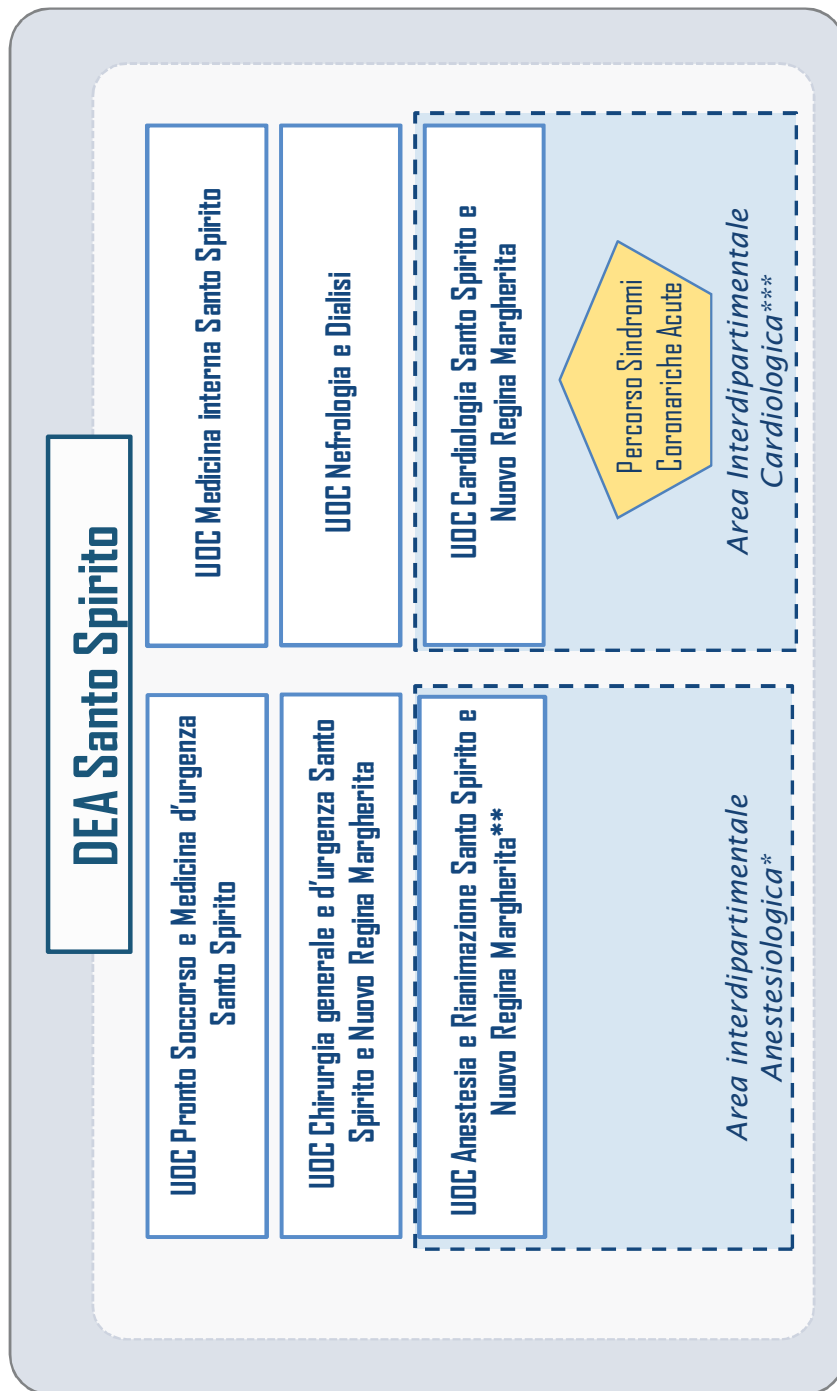 DEA Santo Spirito
UOC Pronto Soccorso e Medicina d'urgenza
Santo Spirito
UOC Chirurgia generale e d'urgenza Santo
Spirito e Nuovo Regina Margherita
UOC Anestesia e Rianimazione Santo Spirito e
Nuovo Regina Margherita**
Area interdipartimentale
Anestesiologica*
UOC Medicina interna Santo Spirito
UOC Nefrologia e Dialisi
UOC Cardiologia Santo Spirito e
Nuovo Regina Margherita
Percorso Sindromi
Coronariche Acute
Area Interdipartimentale
Cardiologica***